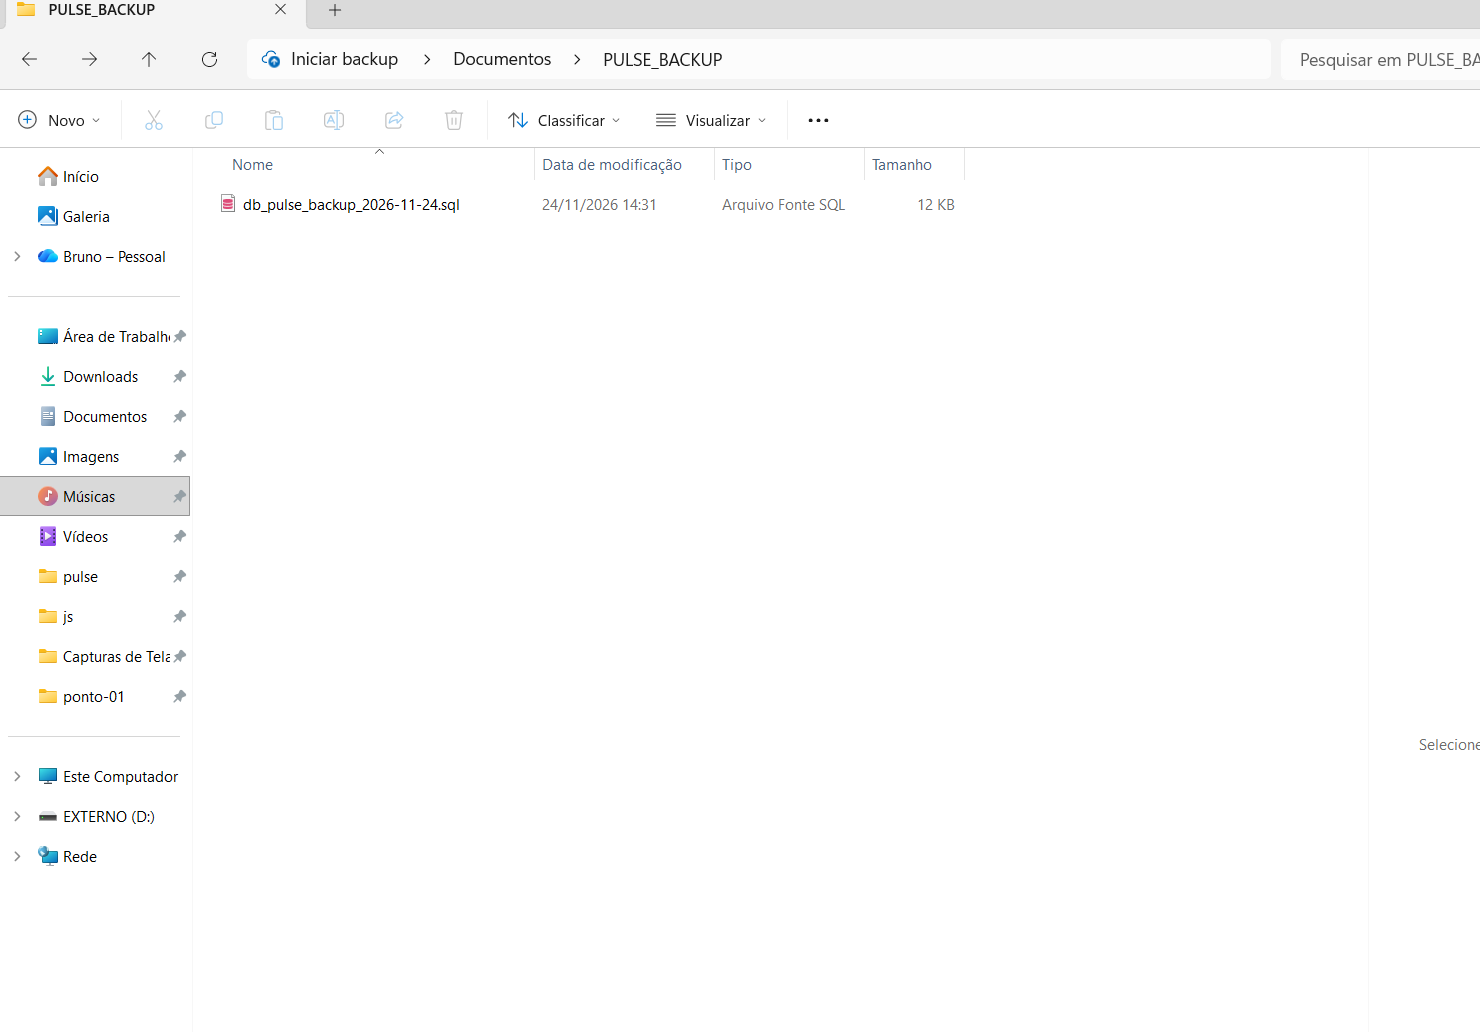 PULSE_BACKUP
Iniciar backup > Documentos > PULSE_BACKUP
Pesquisar em PULSE_BA
Novo
Classificar
Visualizar
Nome Data de modificação Tipo Tamanho
db_pulse_backup_2026-11-24.sql 24/11/2026 14:31 Arquivo Fonte SQL 12 KB
Início
Galeria
Bruno – Pessoal
Área de Trabalho
Downloads
Documentos
Imagens
Músicas
Vídeos
pulse
js
Capturas de Tela
ponto-01
Este Computador
EXTERNO (D:)
Rede
Selecione